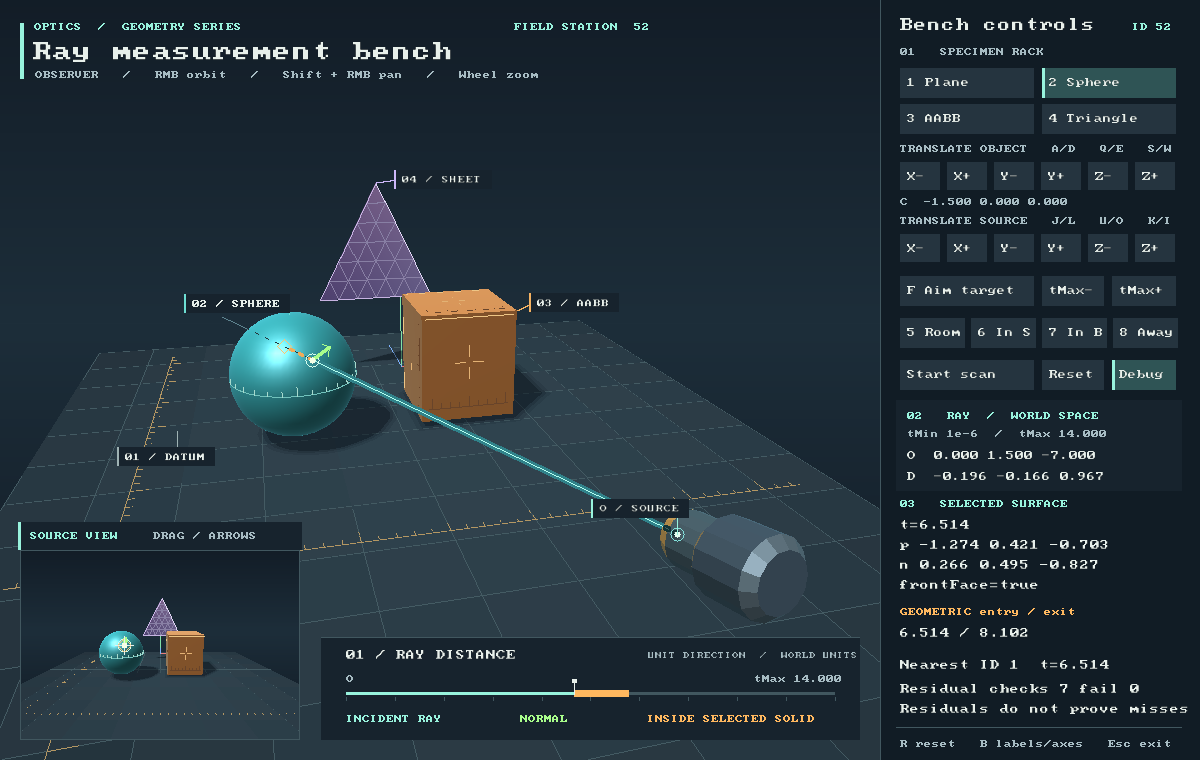 OPTICS / GEOMETRY SERIES
FIELD STATION 52
Ray measurement bench
OBSERVER / RMB orbit / Shift + RMB pan / Wheel zoom
04 / SHEET
02 / SPHERE
03 / AABB
01 / DATUM
O / SOURCE
SOURCE VIEW DRAG / ARROWS
01 / RAY DISTANCE
UNIT DIRECTION / WORLD UNITS
O
tMax 14.000
INCIDENT RAY
NORMAL
INSIDE SELECTED SOLID
Bench controls
ID 52
01 SPECIMEN RACK
1 Plane
2 Sphere
3 AABB
4 Triangle
TRANSLATE OBJECT A/D Q/E S/W
X- X+ Y- Y+ Z- Z+
C -1.500 0.000 0.000
TRANSLATE SOURCE J/L U/O K/I
X- X+ Y- Y+ Z- Z+
F Aim target
tMax-
tMax+
5 Room
6 In S
7 In B
8 Away
Start scan
Reset
Debug
02 RAY / WORLD SPACE
tMin 1e-6 / tMax 14.000
O 0.000 1.500 -7.000
D -0.196 -0.166 0.967
03 SELECTED SURFACE
t=6.514
p -1.274 0.421 -0.703
n 0.266 0.495 -0.827
frontFace=true
GEOMETRIC entry / exit
6.514 / 8.102
Nearest ID 1 t=6.514
Residual checks 7 fail 0
Residuals do not prove misses
R reset B labels/axes Esc exit